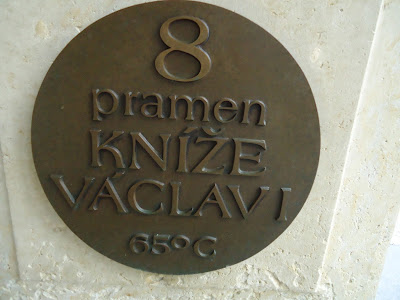 8
pramen
KNÍŽE
VÁCLAV I
65°C